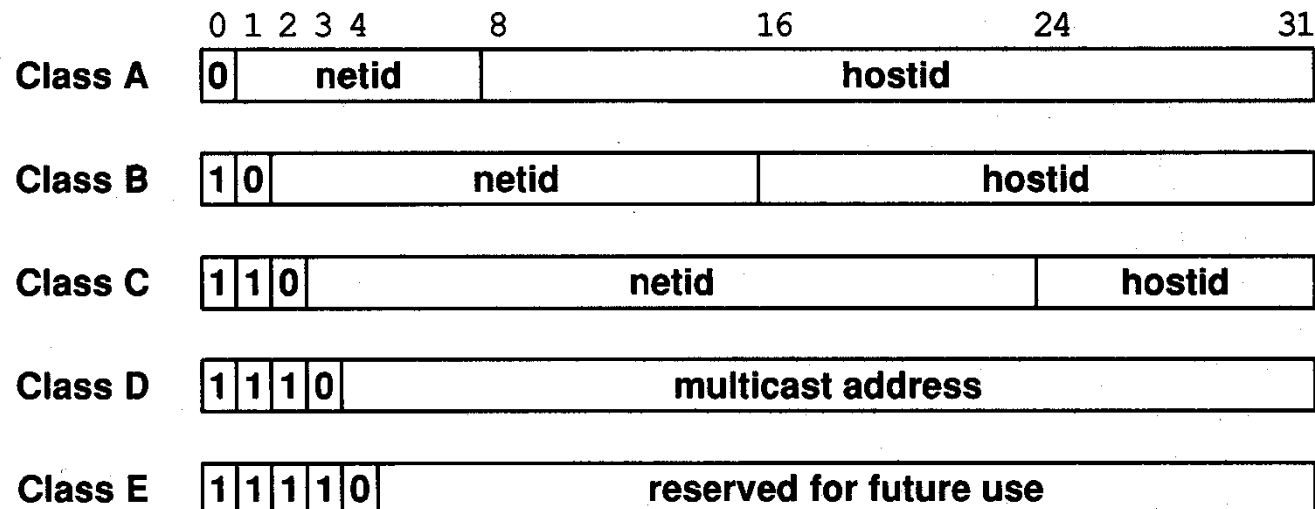 0 1 2 3 4 8 16 24 31
Class A 0 netid hostid
Class B 1 0 netid hostid
Class C 1 1 0 netid hostid
Class D 1 1 1 0 multicast address
Class E 1 1 1 1 0 reserved for future use